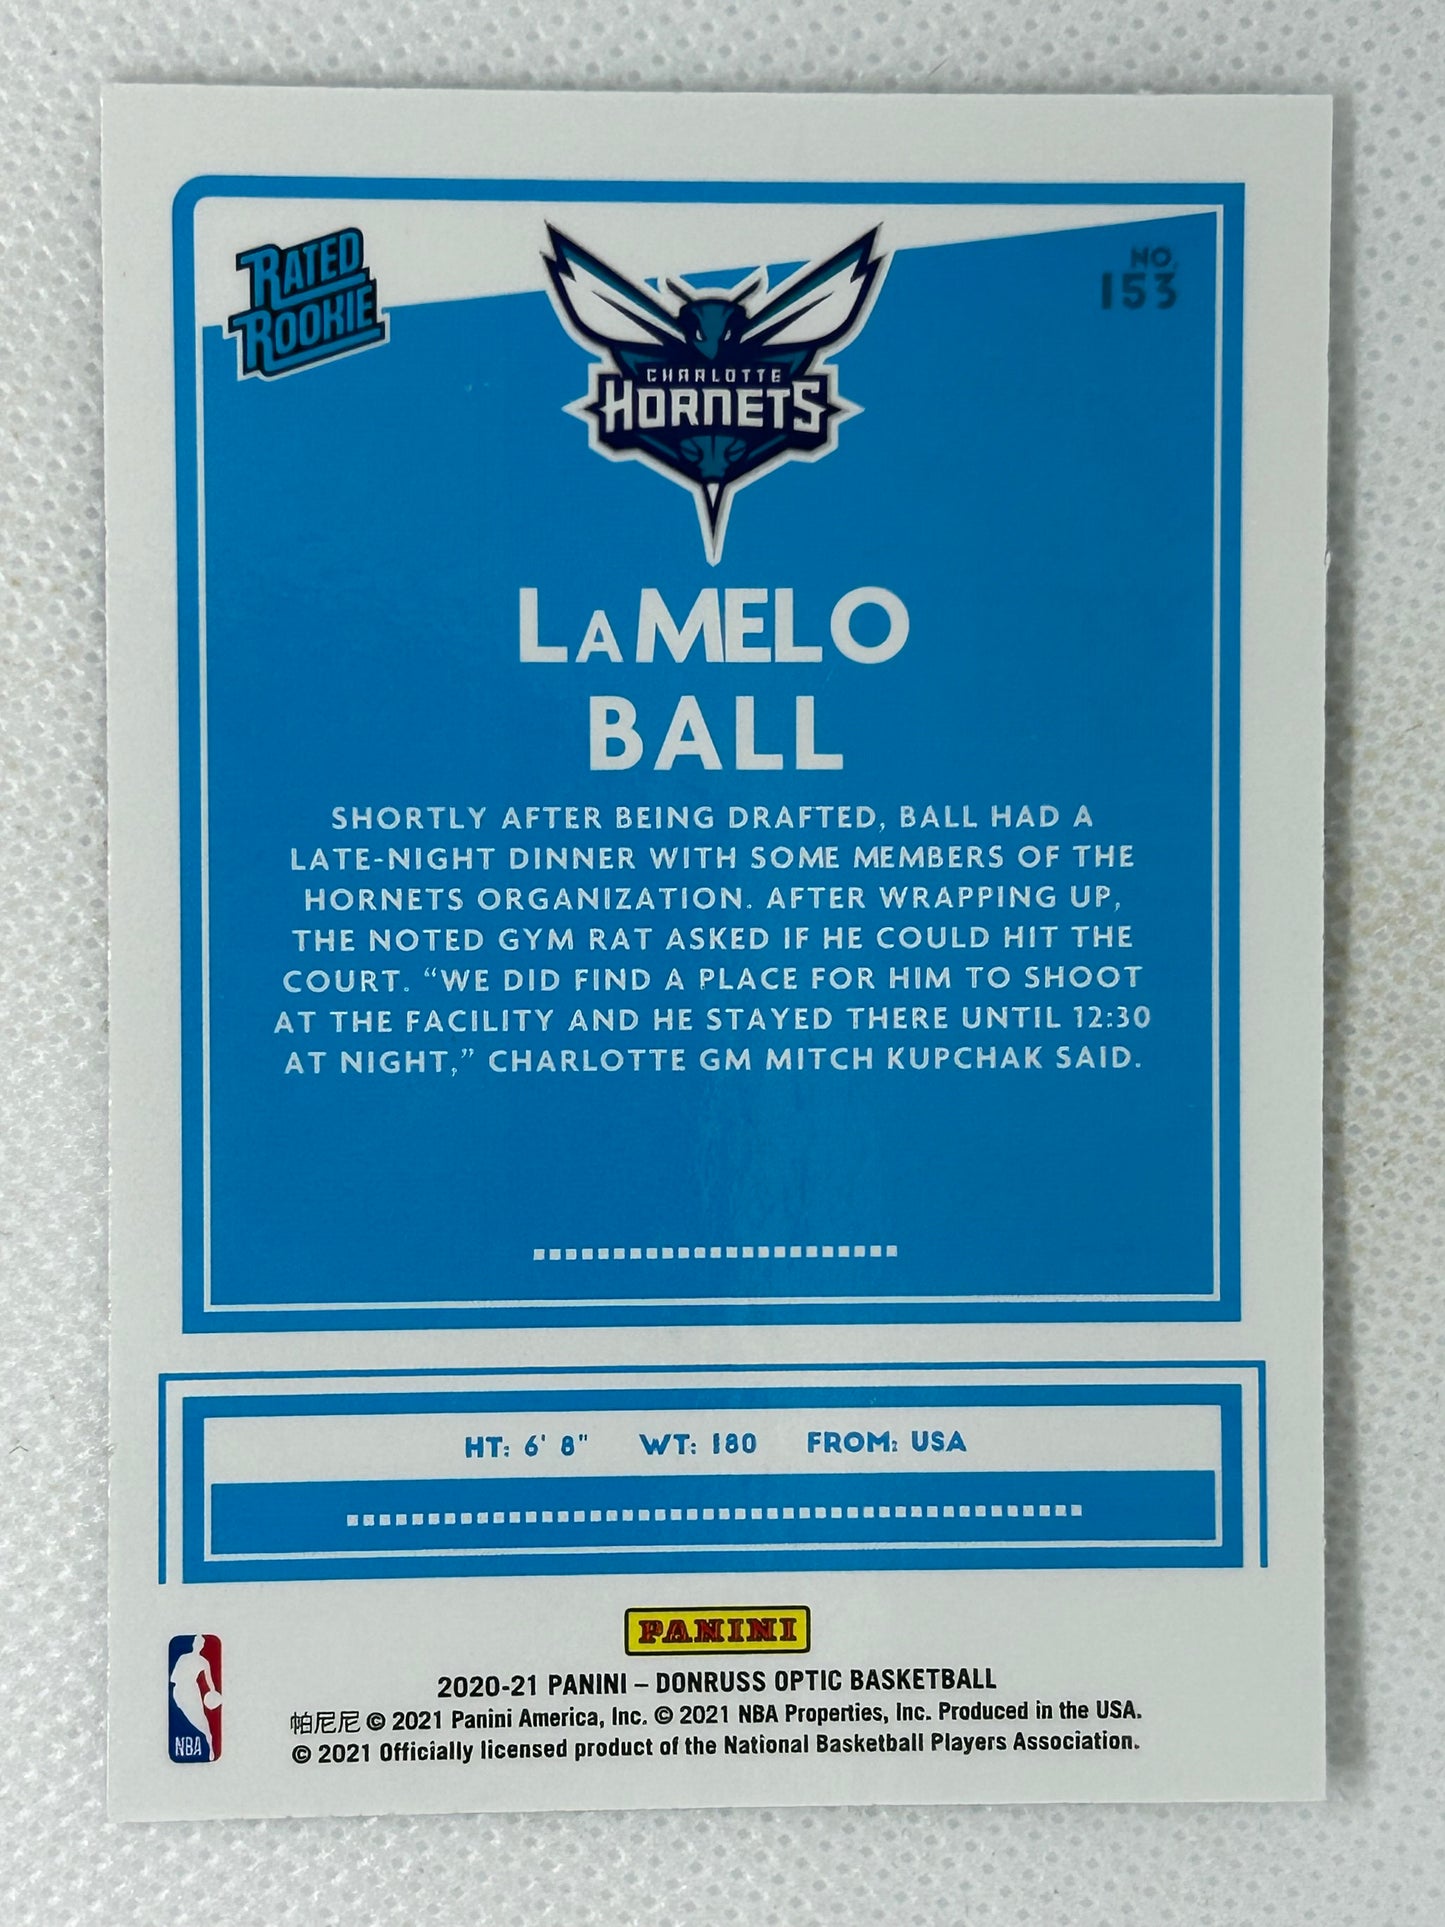 RATED
ROOKIE
NO.
153
CHARLOTTE
HORNETS
LAMELO
BALL
SHORTLY AFTER BEING DRAFTED, BALL HAD A
LATE-NIGHT DINNER WITH SOME MEMBERS OF THE
HORNETS ORGANIZATION. AFTER WRAPPING UP,
THE NOTED GYM RAT ASKED IF HE COULD HIT THE
COURT. “WE DID FIND A PLACE FOR HIM TO SHOOT
AT THE FACILITY AND HE STAYED THERE UNTIL 12:30
AT NIGHT,” CHARLOTTE GM MITCH KUPCHAK SAID.
HT: 6' 8" WT: 180 FROM: USA
PANINI
2020-21 PANINI – DONRUSS OPTIC BASKETBALL
帕尼尼 © 2021 Panini America, Inc. © 2021 NBA Properties, Inc. Produced in the USA.
© 2021 Officially licensed product of the National Basketball Players Association.
NBA